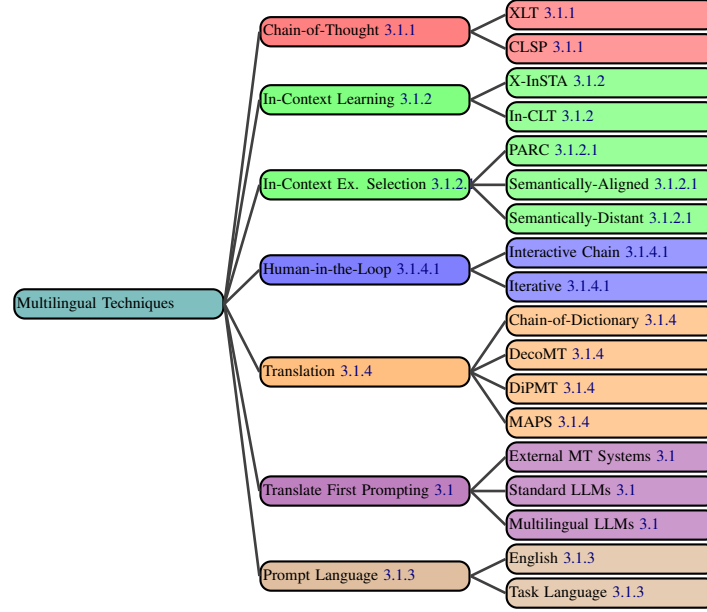 Multilingual Techniques
Chain-of-Thought 3.1.1
XLT 3.1.1
CLSP 3.1.1
In-Context Learning 3.1.2
X-InSTA 3.1.2
In-CLT 3.1.2
In-Context Ex. Selection 3.1.2.
PARC 3.1.2.1
Semantically-Aligned 3.1.2.1
Semantically-Distant 3.1.2.1
Human-in-the-Loop 3.1.4.1
Interactive Chain 3.1.4.1
Iterative 3.1.4.1
Translation 3.1.4
Chain-of-Dictionary 3.1.4
DecoMT 3.1.4
DiPMT 3.1.4
MAPS 3.1.4
Translate First Prompting 3.1
External MT Systems 3.1
Standard LLMs 3.1
Multilingual LLMs 3.1
Prompt Language 3.1.3
English 3.1.3
Task Language 3.1.3